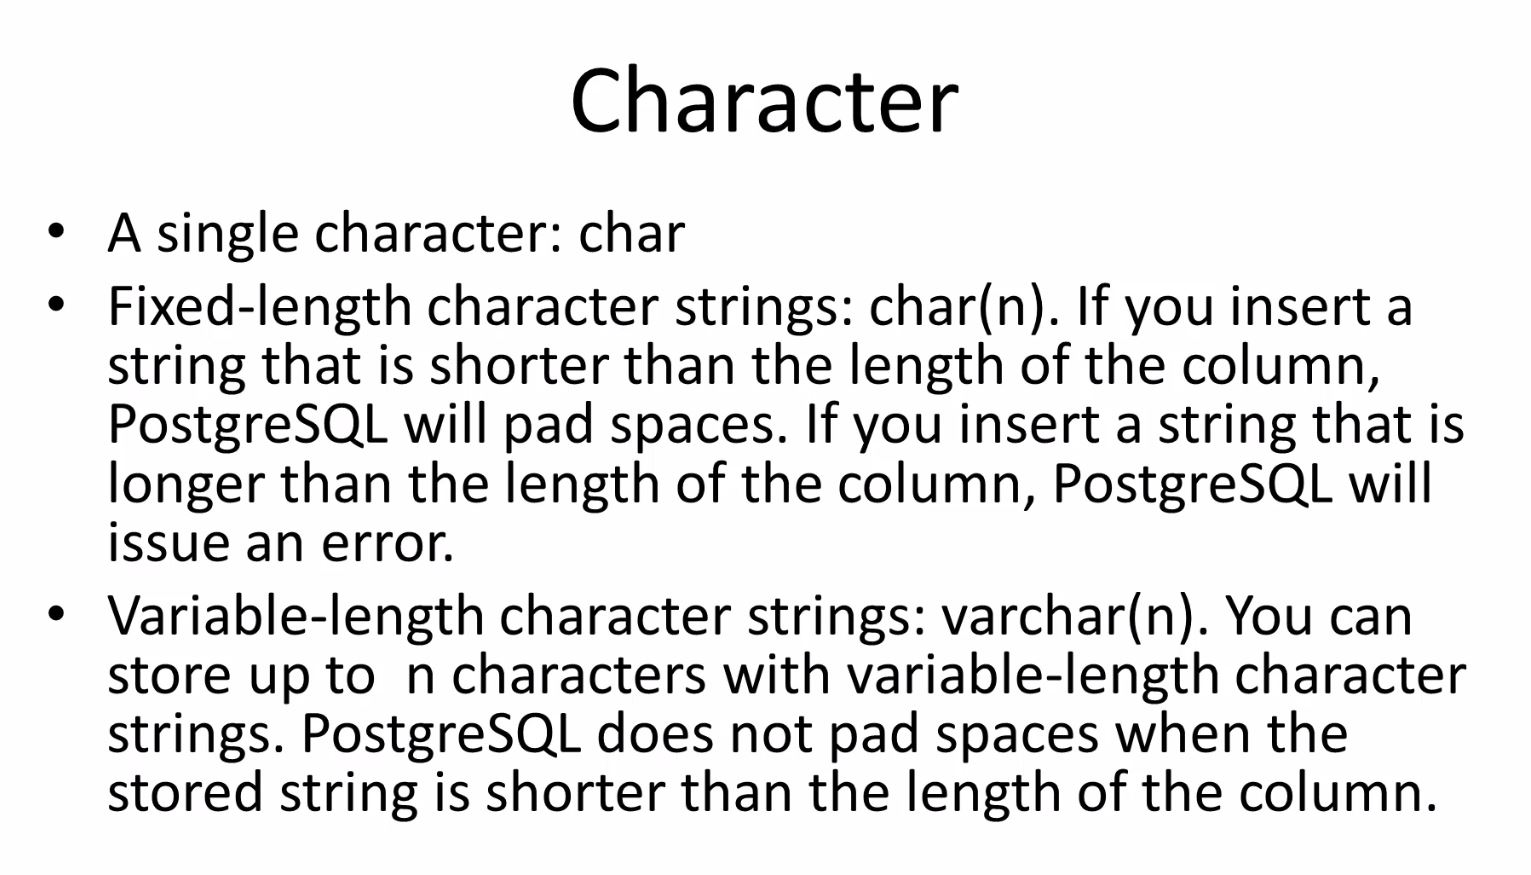 Character
• A single character: char
• Fixed-length character strings: char(n). If you insert a
string that is shorter than the length of the column,
PostgreSQL will pad spaces. If you insert a string that is
longer than the length of the column, PostgreSQL will
issue an error.
• Variable-length character strings: varchar(n). You can
store up to  n characters with variable-length character
strings. PostgreSQL does not pad spaces when the
stored string is shorter than the length of the column.